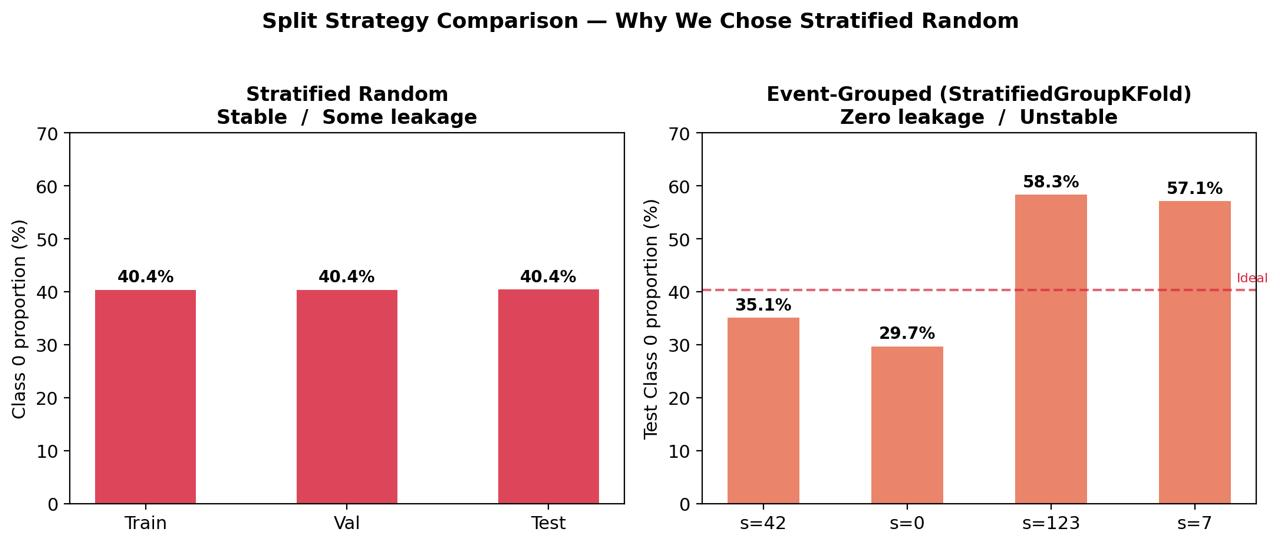 Split Strategy Comparison — Why We Chose Stratified Random
Stratified Random
Stable / Some leakage
Class 0 proportion (%)
70
60
50
40
30
20
10
0
40.4%
40.4%
40.4%
Train
Val
Test
Event-Grouped (StratifiedGroupKFold)
Zero leakage / Unstable
Test Class 0 proportion (%)
70
60
50
40
30
20
10
0
35.1%
29.7%
58.3%
57.1%
Ideal
s=42
s=0
s=123
s=7